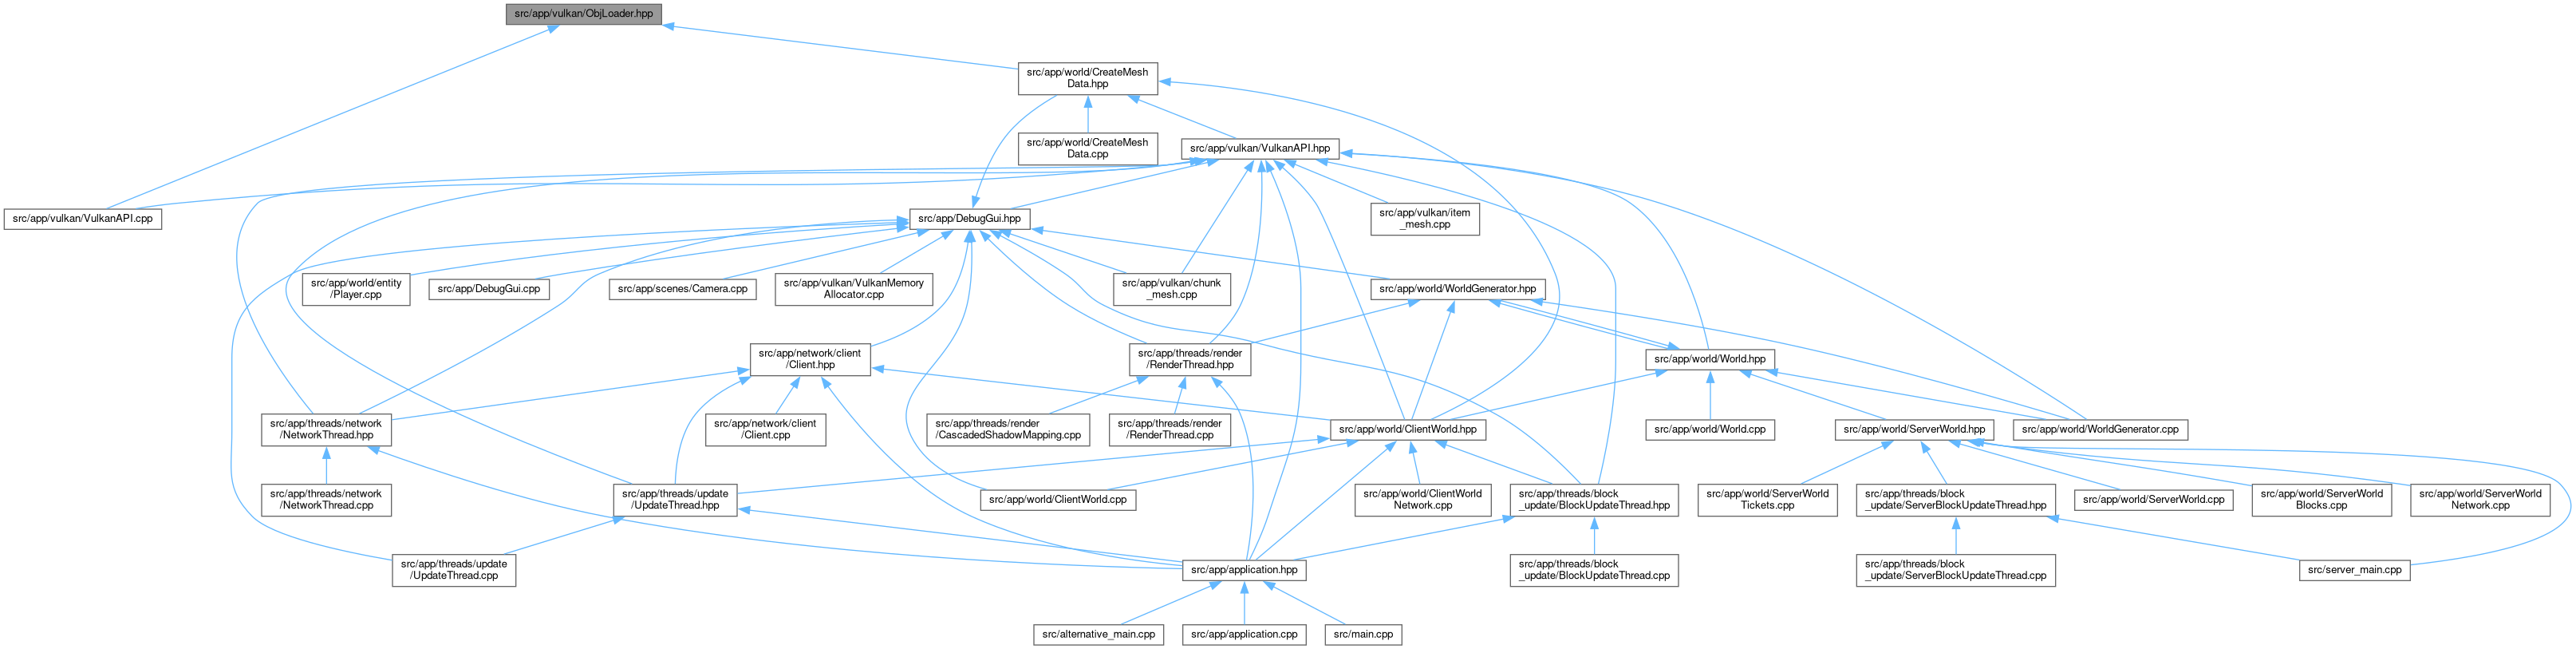 src/app/vulkan/ObjLoader.hpp
src/app/world/CreateMesh
Data.hpp
src/app/world/CreateMesh
Data.cpp
src/app/vulkan/VulkanAPI.hpp
src/app/vulkan/VulkanAPI.cpp
src/app/DebugGui.hpp
src/app/vulkan/item
_mesh.cpp
src/app/world/entity
/Player.cpp
src/app/DebugGui.cpp
src/app/scenes/Camera.cpp
src/app/vulkan/VulkanMemory
Allocator.cpp
src/app/vulkan/chunk
_mesh.cpp
src/app/world/WorldGenerator.hpp
src/app/network/client
/Client.hpp
src/app/threads/render
/RenderThread.hpp
src/app/world/World.hpp
src/app/threads/network
/NetworkThread.hpp
src/app/network/client
/Client.cpp
src/app/threads/render
/CascadedShadowMapping.cpp
src/app/threads/render
/RenderThread.cpp
src/app/world/ClientWorld.hpp
src/app/world/World.cpp
src/app/world/ServerWorld.hpp
src/app/world/WorldGenerator.cpp
src/app/threads/network
/NetworkThread.cpp
src/app/threads/update
/UpdateThread.hpp
src/app/world/ClientWorld.cpp
src/app/world/ClientWorld
Network.cpp
src/app/threads/block
_update/BlockUpdateThread.hpp
src/app/world/ServerWorld
Tickets.cpp
src/app/threads/block
_update/ServerBlockUpdateThread.hpp
src/app/world/ServerWorld.cpp
src/app/world/ServerWorld
Blocks.cpp
src/app/world/ServerWorld
Network.cpp
src/app/threads/update
/UpdateThread.cpp
src/app/application.hpp
src/app/threads/block
_update/BlockUpdateThread.cpp
src/app/threads/block
_update/ServerBlockUpdateThread.cpp
src/server_main.cpp
src/alternative_main.cpp
src/app/application.cpp
src/main.cpp